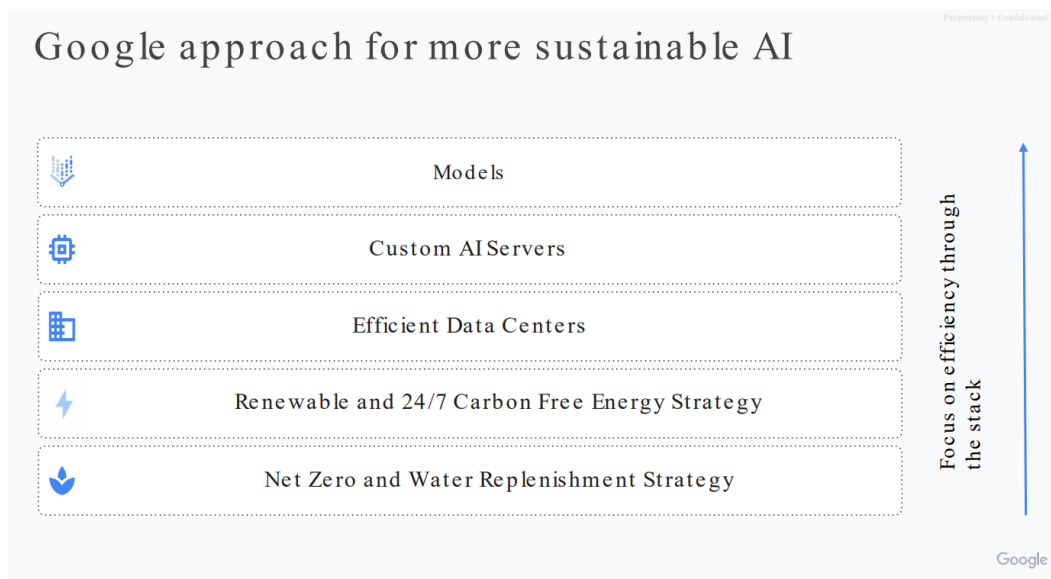 Proprietary + Confidential
Google approach for more sustainable AI
Models
Custom AI Servers
Efficient Data Centers
Renewable and 24/7 Carbon Free Energy Strategy
Net Zero and Water Replenishment Strategy
Focus on efficiency through
the stack
Google